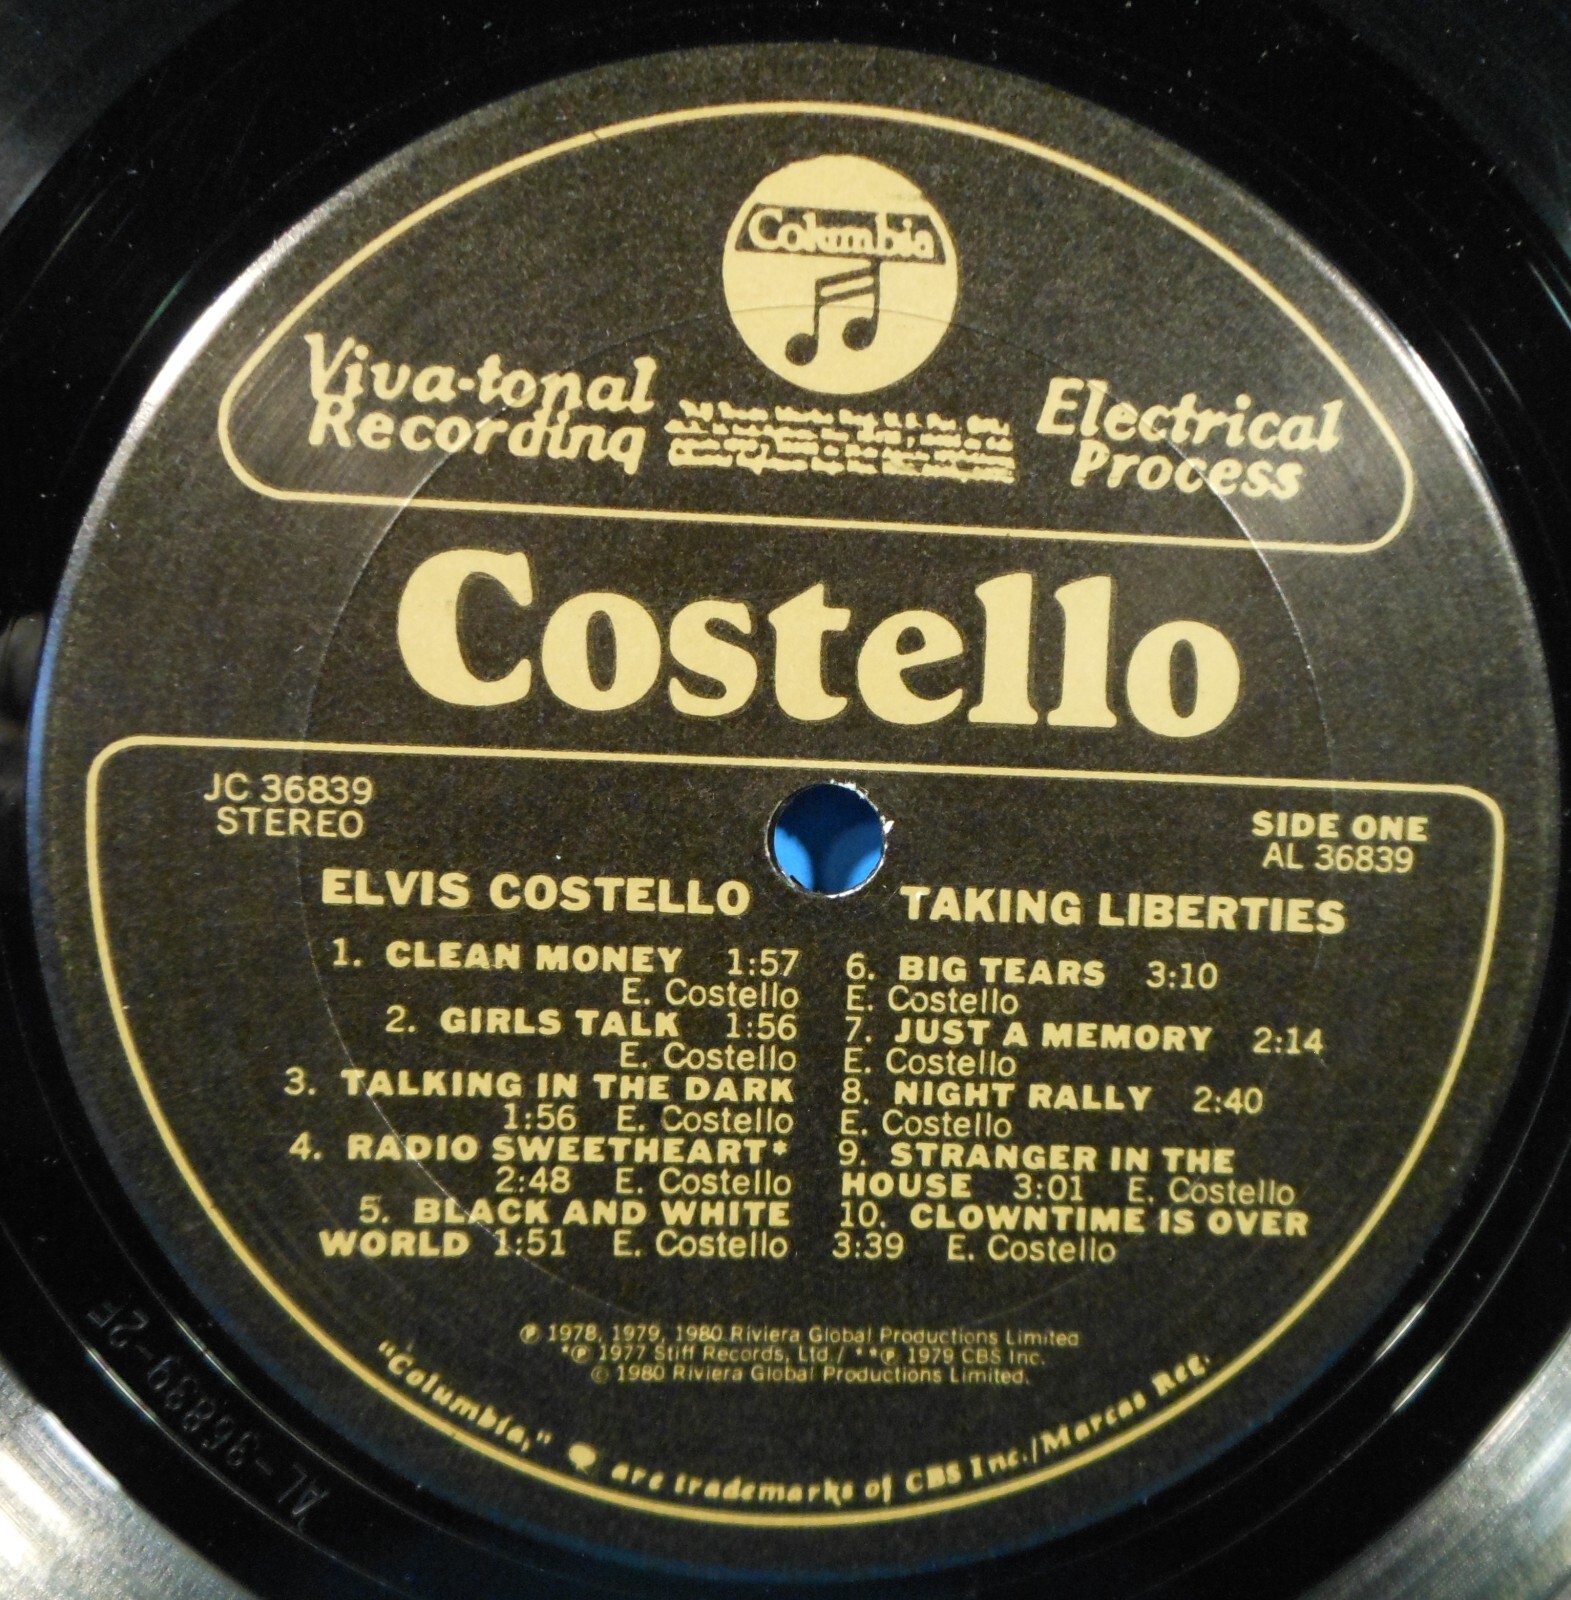 Columbia
Viva-tonal
Recording
Electrical
Process
Costello
JC 36839
STEREO
SIDE ONE
AL 36839
ELVIS COSTELLO
TAKING LIBERTIES
1. CLEAN MONEY 1:57
E. Costello
2. GIRLS TALK 1:56
E. Costello
3. TALKING IN THE DARK
1:56 E. Costello
4. RADIO SWEETHEART*
2:48 E. Costello
5. BLACK AND WHITE
WORLD 1:51 E. Costello
6. BIG TEARS 3:10
E. Costello
7. JUST A MEMORY 2:14
E. Costello
8. NIGHT RALLY 2:40
E. Costello
9. STRANGER IN THE
HOUSE 3:01 E. Costello
10. CLOWNTIME IS OVER
3:39 E. Costello
℗ 1978, 1979, 1980 Riviera Global Productions Limited
*℗ 1977 Stiff Records, Ltd / **℗ 1979 CBS Inc.
© 1980 Riviera Global Productions Limited.
"Columbia," are trademarks of CBS Inc./Marcas Reg.
AL-36839-2F